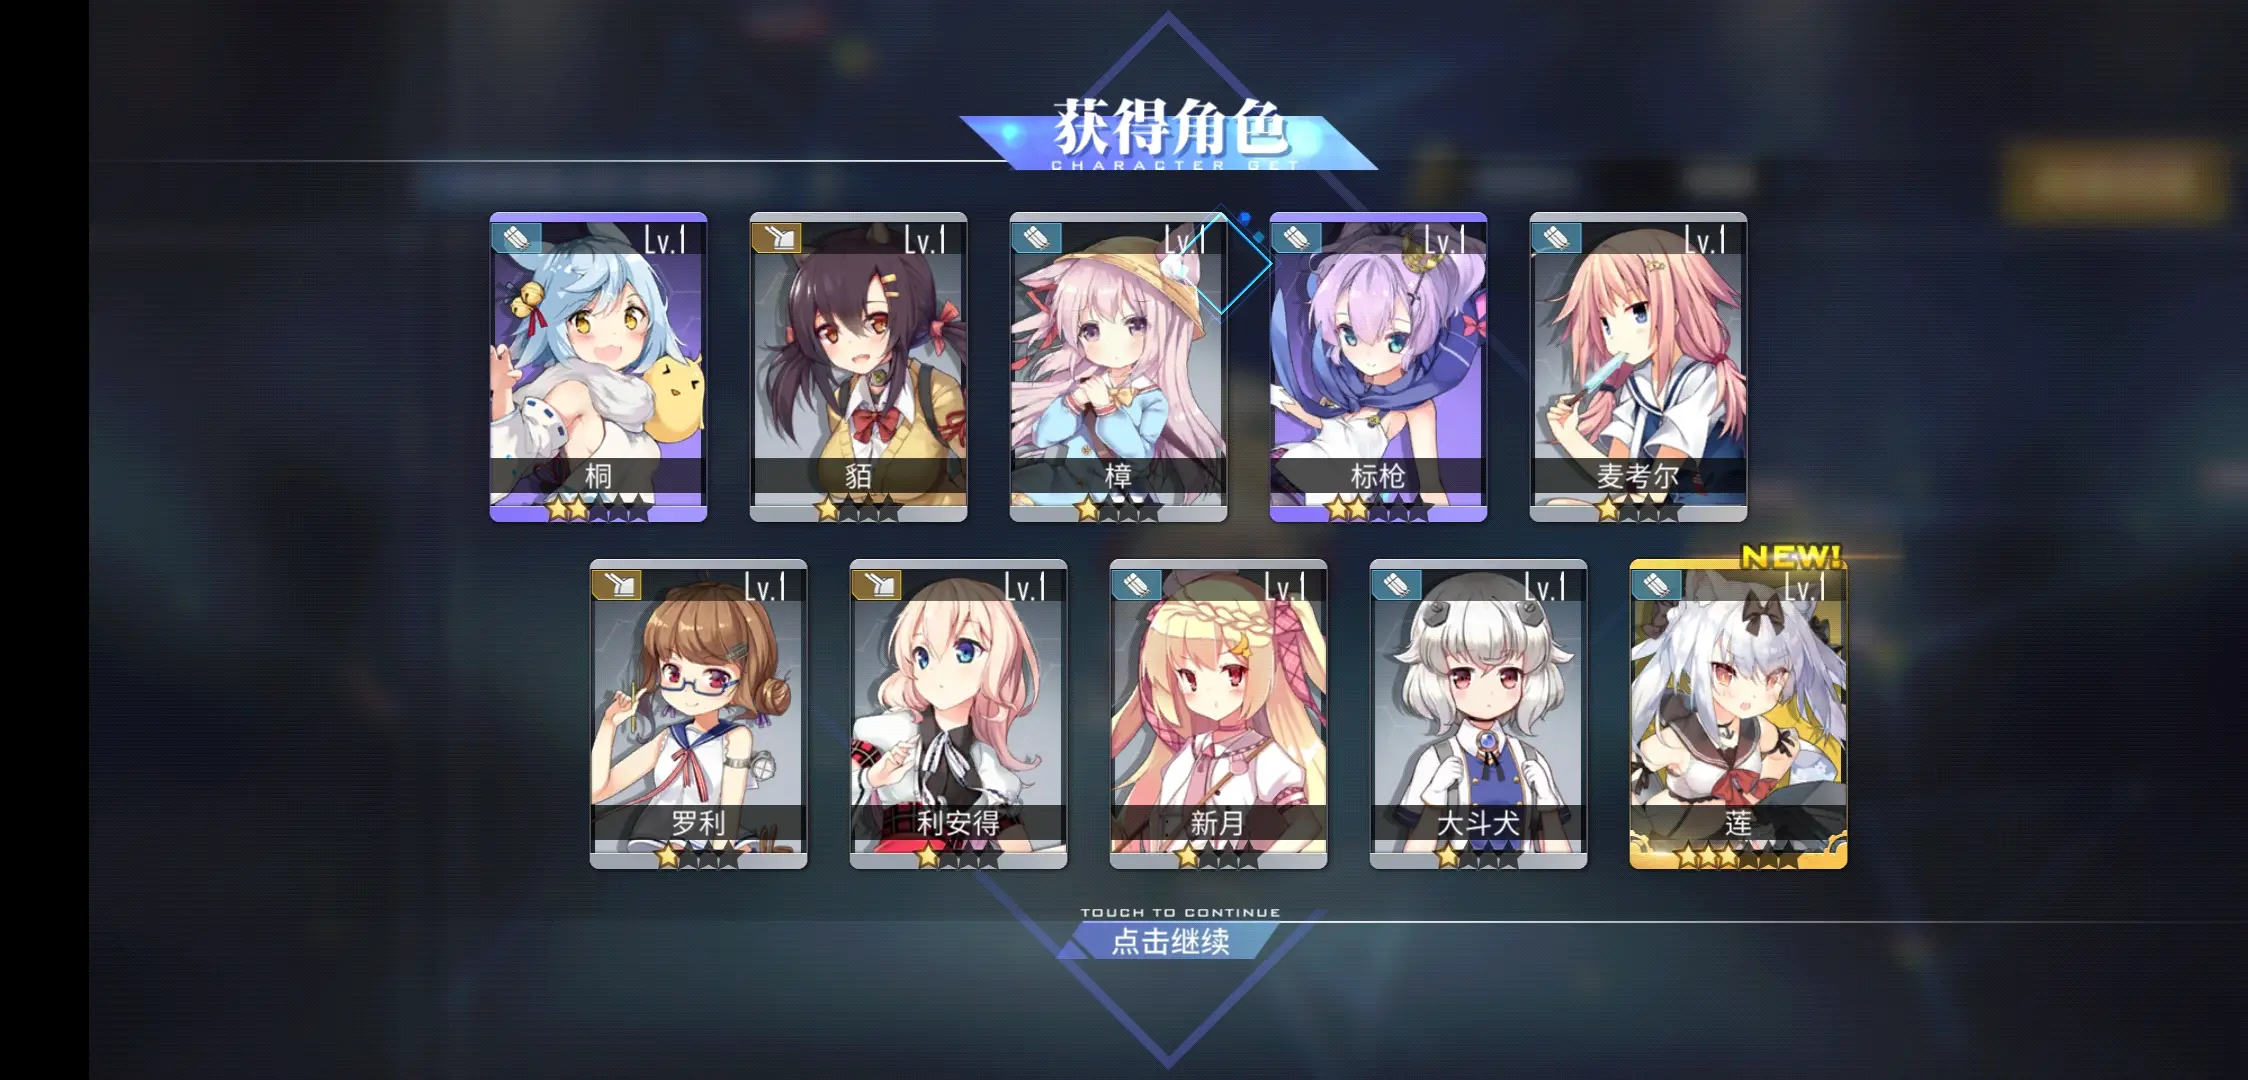 获得角色
CHARACTER GET
Lv.1
Lv.1
Lv.1
Lv.1
Lv.1
桐
貊
樟
标枪
麦考尔
NEW!
Lv.1
Lv.1
Lv.1
Lv.1
Lv.1
罗利
利安得
新月
大斗犬
莲
TOUCH TO CONTINUE
点击继续